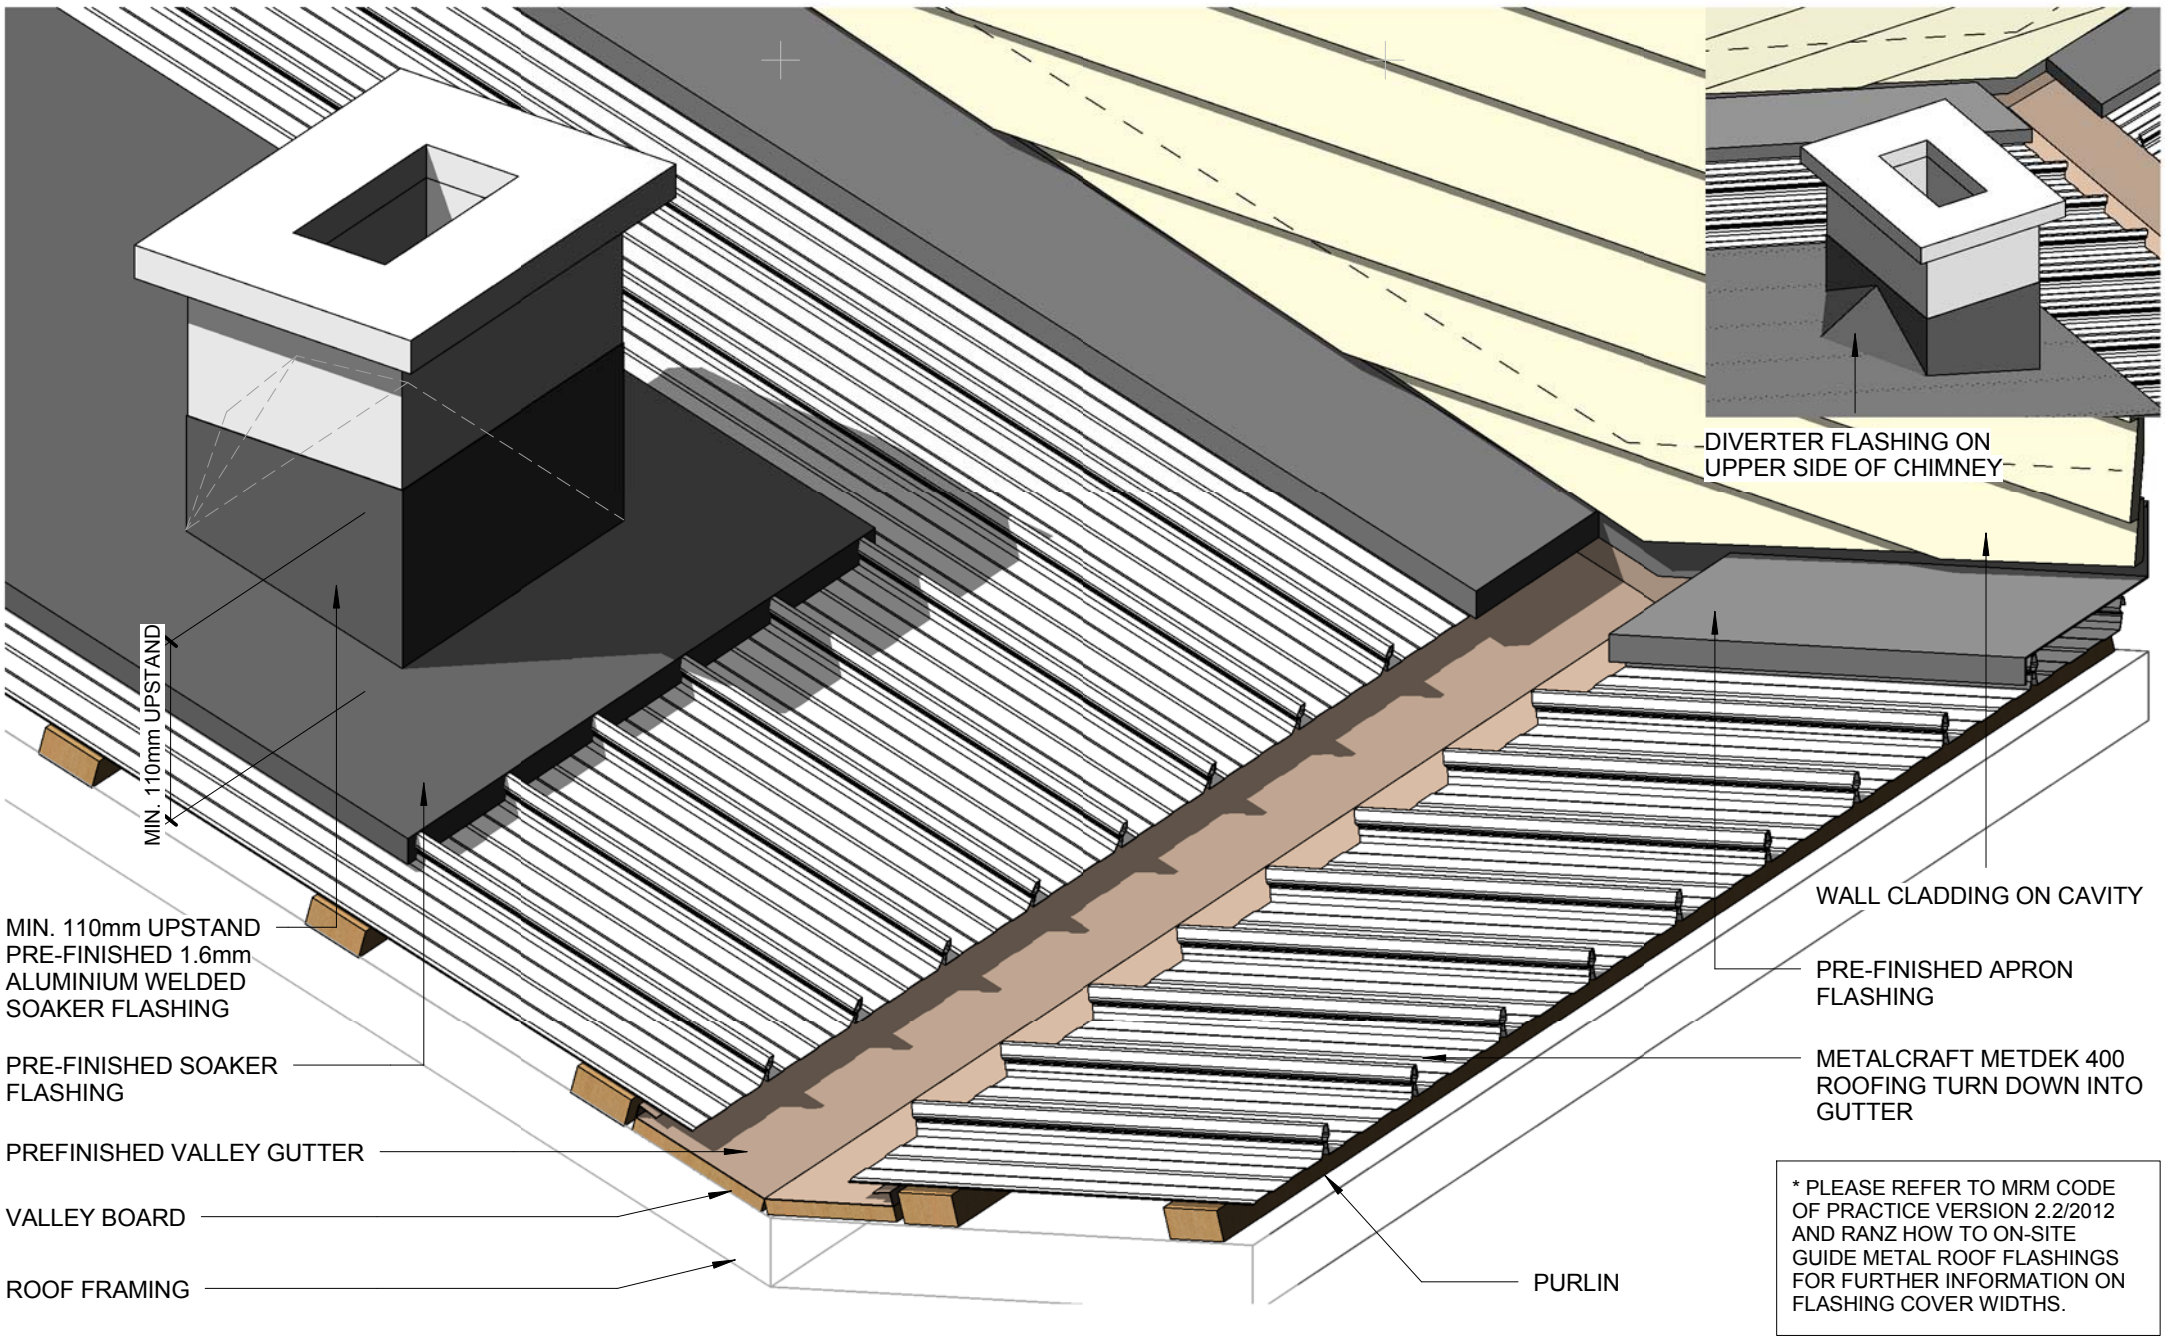 DIVERTER FLASHING ON
UPPER SIDE OF CHIMNEY
MIN. 110mm UPSTAND
MIN. 110mm UPSTAND
PRE-FINISHED 1.6mm
ALUMINIUM WELDED
SOAKER FLASHING
PRE-FINISHED SOAKER
FLASHING
PREFINISHED VALLEY GUTTER
VALLEY BOARD
ROOF FRAMING
WALL CLADDING ON CAVITY
PRE-FINISHED APRON
FLASHING
METALCRAFT METDEK 400
ROOFING TURN DOWN INTO
GUTTER
PURLIN
* PLEASE REFER TO MRM CODE
OF PRACTICE VERSION 2.2/2012
AND RANZ HOW TO ON-SITE
GUIDE METAL ROOF FLASHINGS
FOR FURTHER INFORMATION ON
FLASHING COVER WIDTHS.